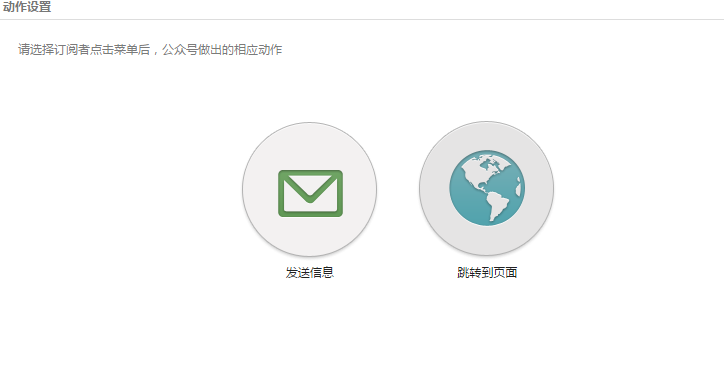 动作设置
请选择订阅者点击菜单后，公众号做出的相应动作
发送信息
跳转到页面